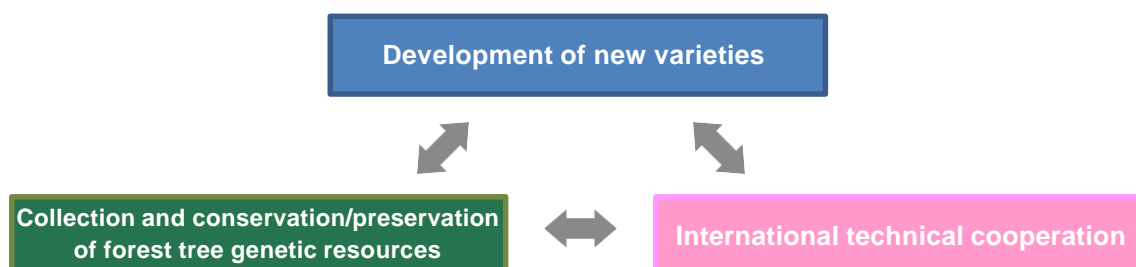 Development of new varieties
Collection and conservation/preservation
of forest tree genetic resources
International technical cooperation